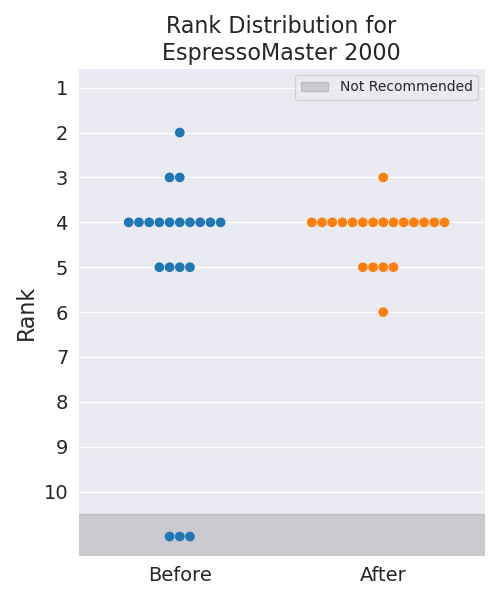 Rank Distribution for
EspressoMaster 2000
Not Recommended
1
2
3
4
5
6
7
8
9
10
Rank
Before
After